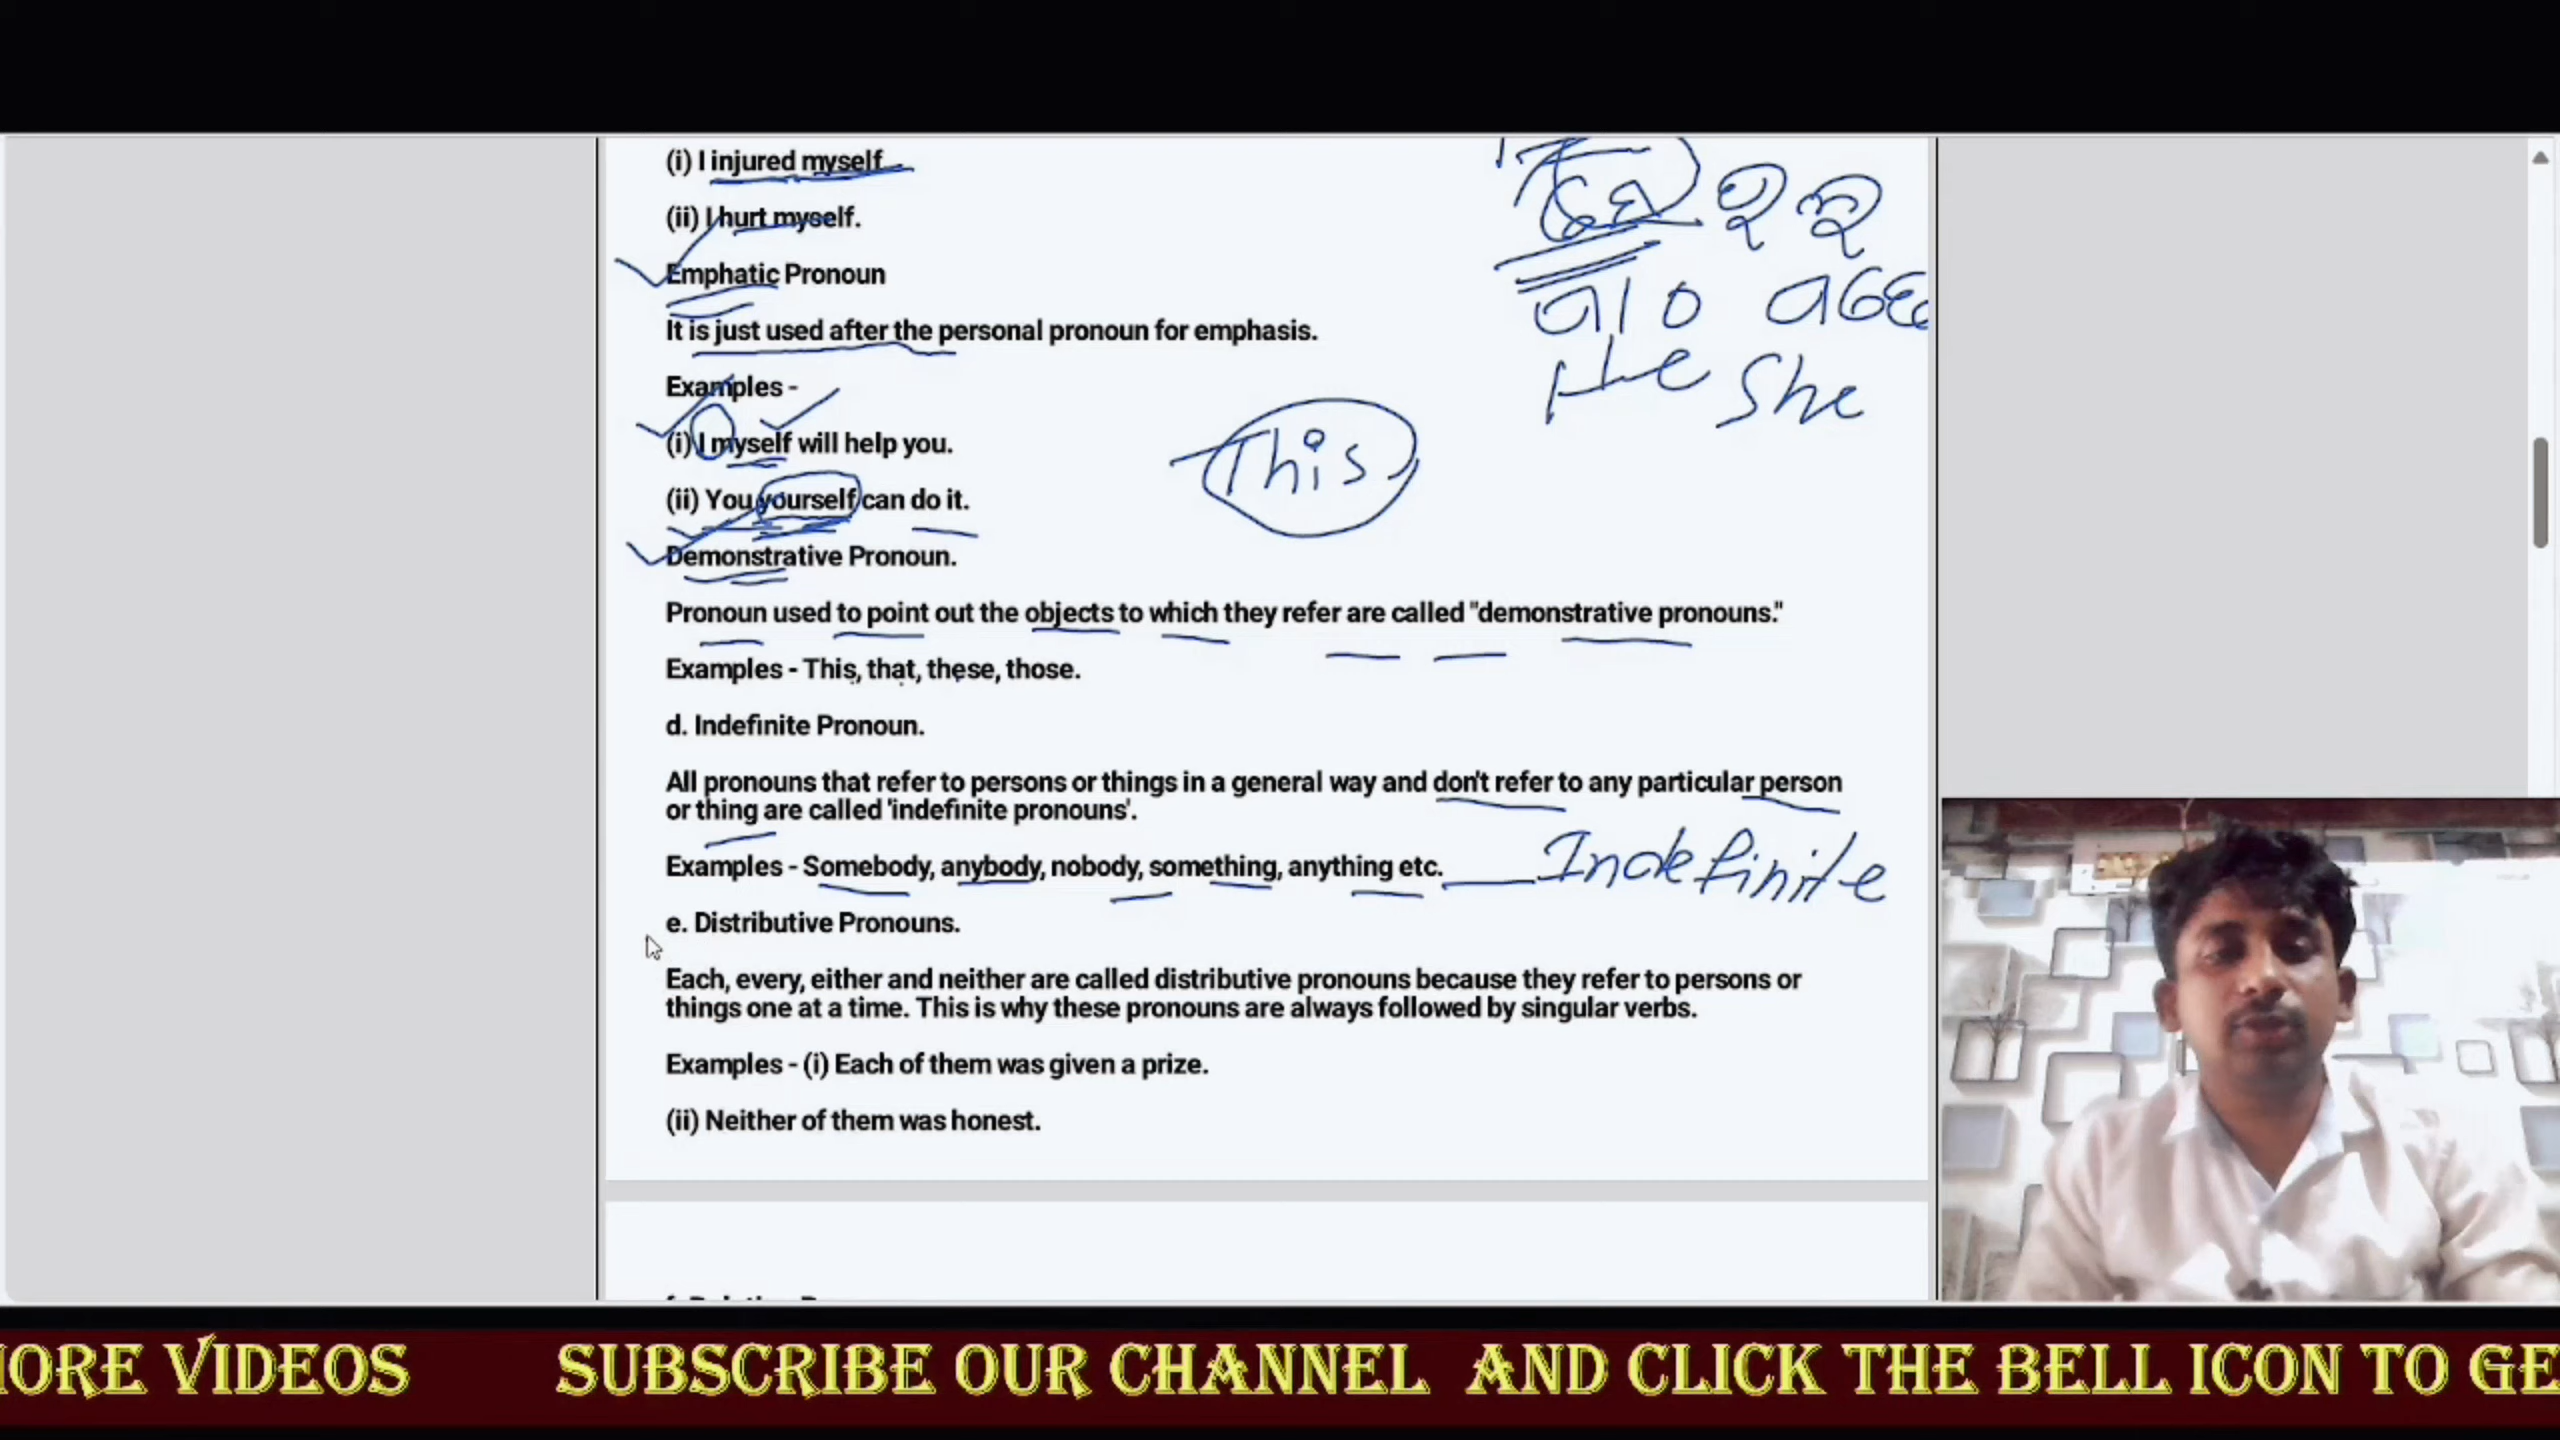 (i) I injured myself.
(ii) I hurt myself.
Emphatic Pronoun
It is just used after the personal pronoun for emphasis.
Examples -
He She
(i) I myself will help you.
This
(ii) You yourself can do it.
Demonstrative Pronoun.
Pronoun used to point out the objects to which they refer are called "demonstrative pronouns."
Examples - This, that, these, those.
d. Indefinite Pronoun.
All pronouns that refer to persons or things in a general way and don't refer to any particular person
or thing are called 'indefinite pronouns'.
Examples - Somebody, anybody, nobody, something, anything etc. Indefinite
e. Distributive Pronouns.
Each, every, either and neither are called distributive pronouns because they refer to persons or
things one at a time. This is why these pronouns are always followed by singular verbs.
Examples - (i) Each of them was given a prize.
(ii) Neither of them was honest.
VIDEOS SUBSCRIBE OUR CHANNEL AND CLICK THE BELL ICON TO